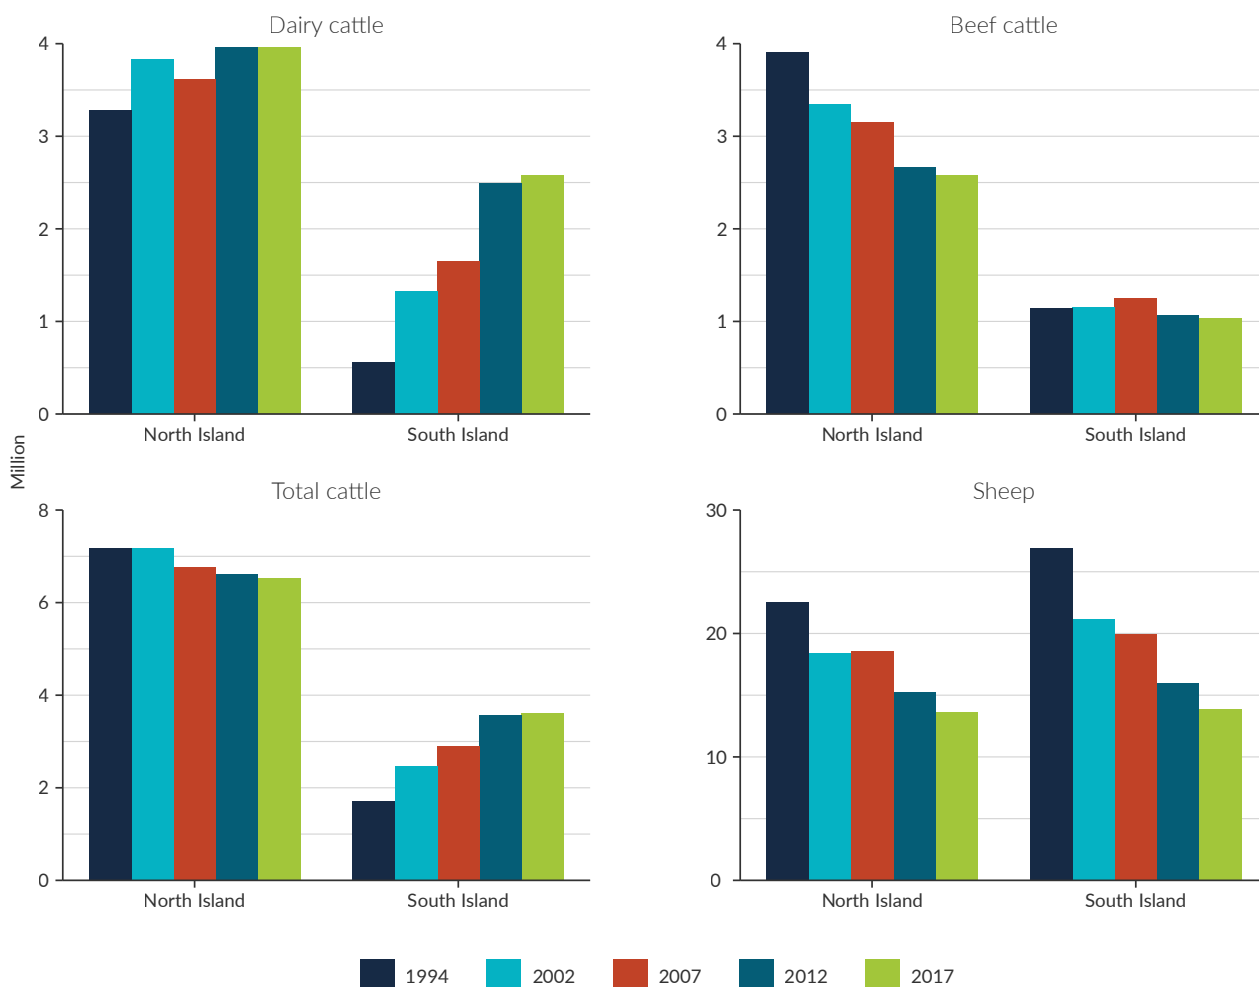 Dairy cattle
4
3
2
1
0
North Island South Island
Beef cattle
4
3
2
1
0
North Island South Island
Million
Total cattle
8
6
4
2
0
North Island South Island
Sheep
30
20
10
0
North Island South Island
1994 2002 2007 2012 2017